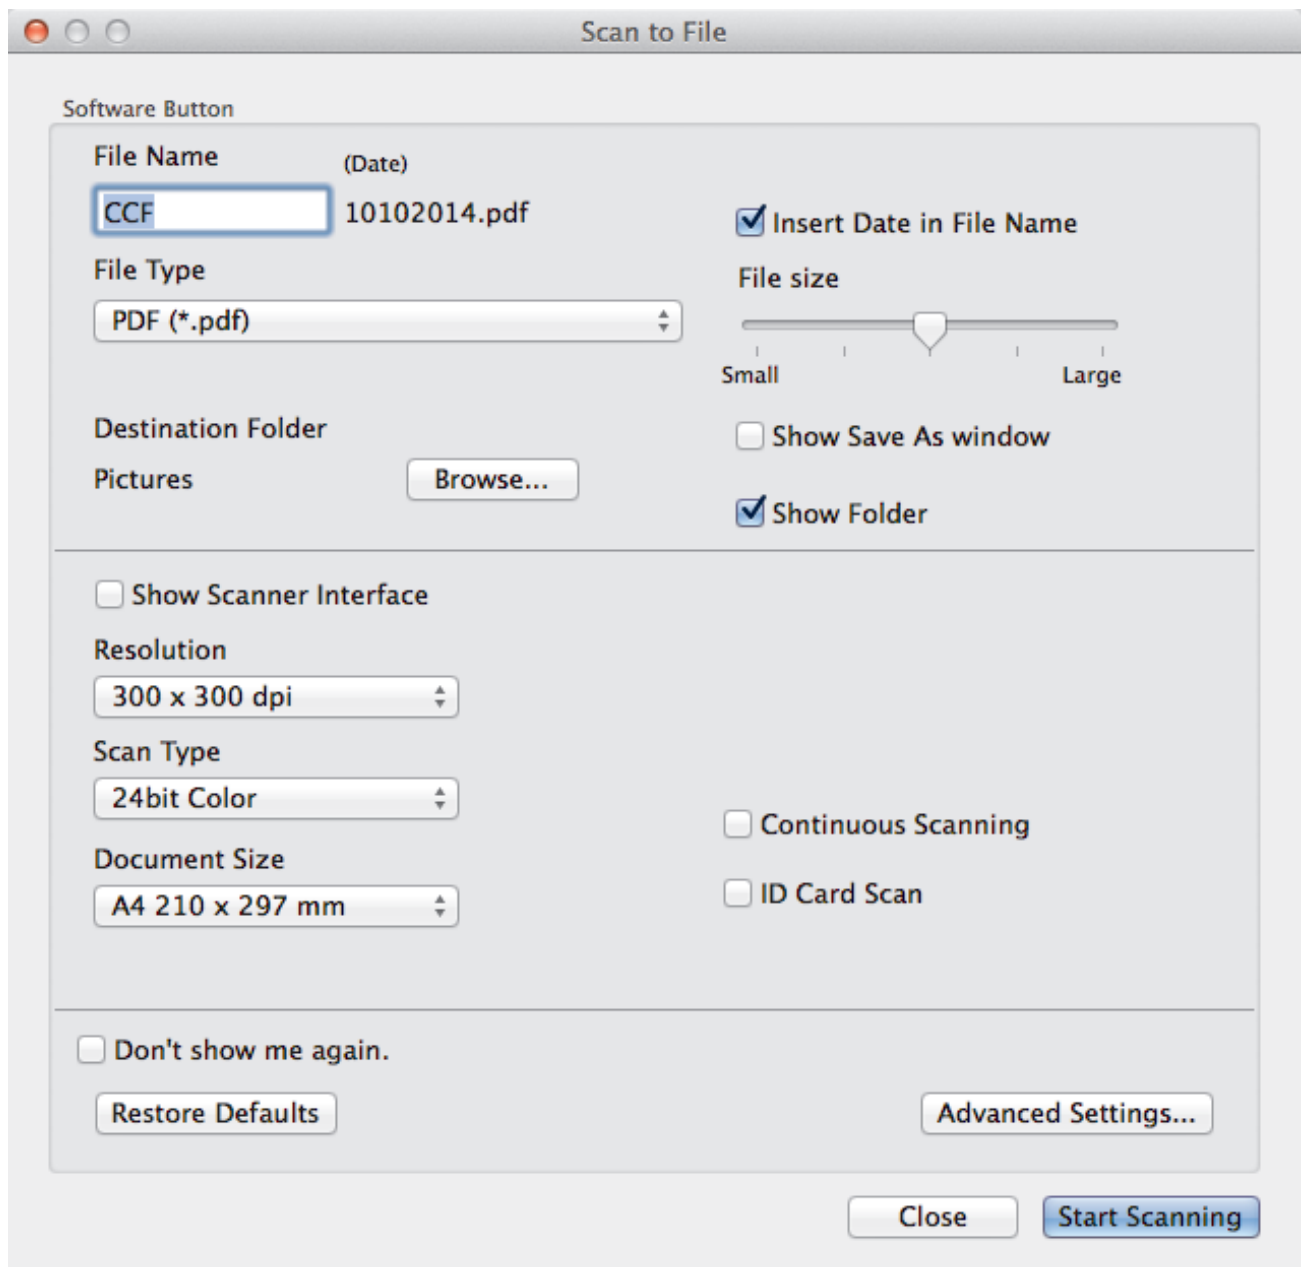 Scan to File
Software Button
File Name (Date)
CCF 10102014.pdf
Insert Date in File Name
File Type
File size
PDF (*.pdf)
Small Large
Destination Folder
Show Save As window
Pictures Browse...
Show Folder
Show Scanner Interface
Resolution
300 x 300 dpi
Scan Type
24bit Color
Continuous Scanning
Document Size
ID Card Scan
A4 210 x 297 mm
Don't show me again.
Restore Defaults Advanced Settings...
Close Start Scanning